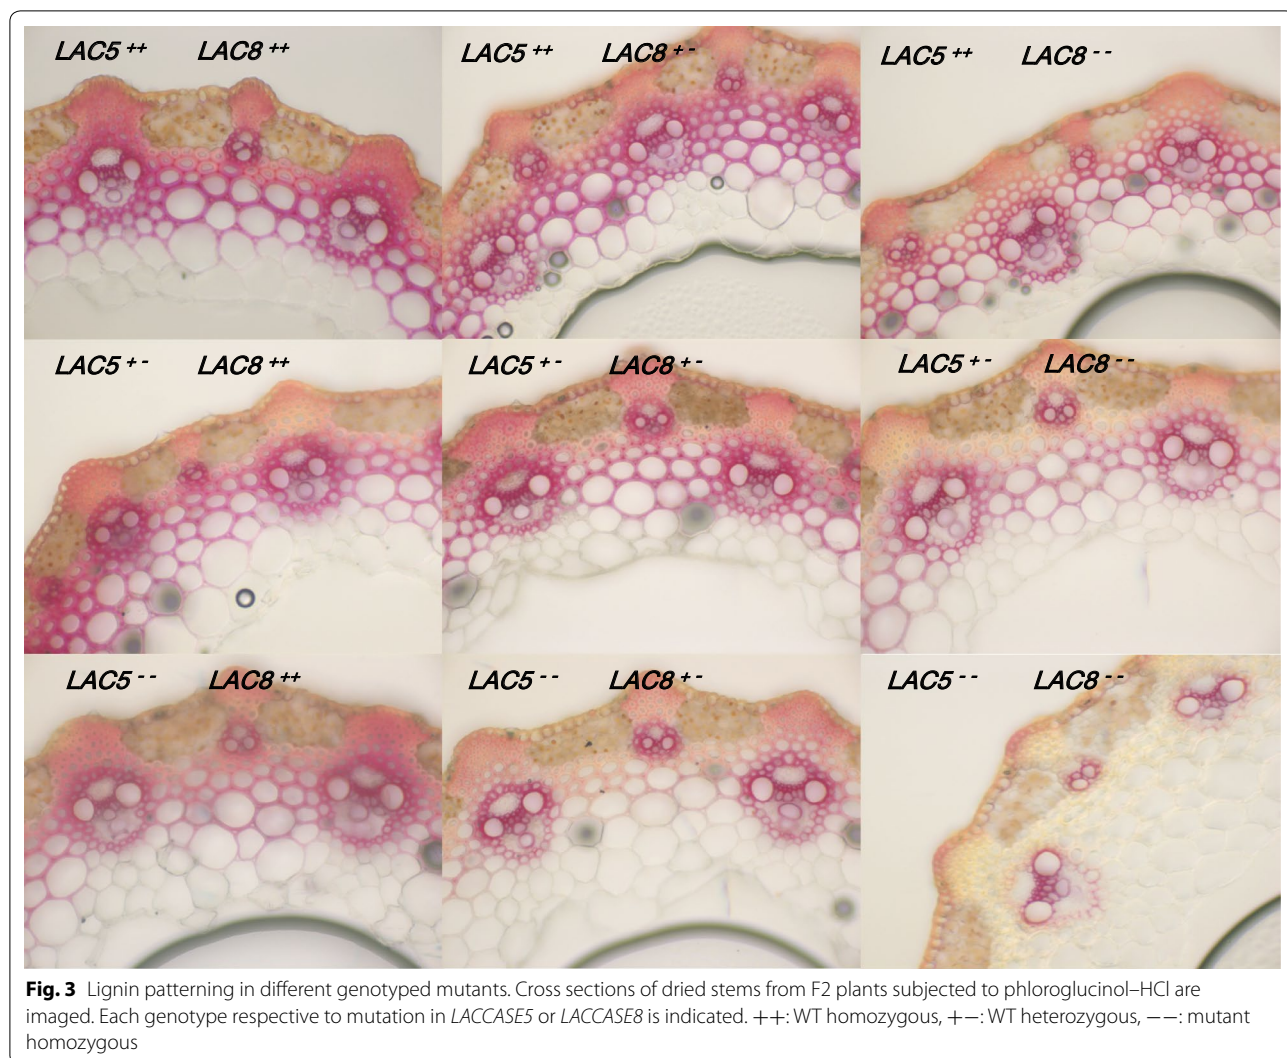 LAC5 ++ LAC8 ++ LAC5 ++ LAC8 + - LAC5 ++ LAC8 - -
LAC5 + - LAC8 ++ LAC5 + - LAC8 + - LAC5 + - LAC8 - -
LAC5 - - LAC8 ++ LAC5 - - LAC8 + - LAC5 - - LAC8 - -
Fig. 3 Lignin patterning in different genotyped mutants. Cross sections of dried stems from F2 plants subjected to phloroglucinol–HCl are
imaged. Each genotype respective to mutation in LACCASE5 or LACCASE8 is indicated. ++: WT homozygous, +−: WT heterozygous, −−: mutant
homozygous